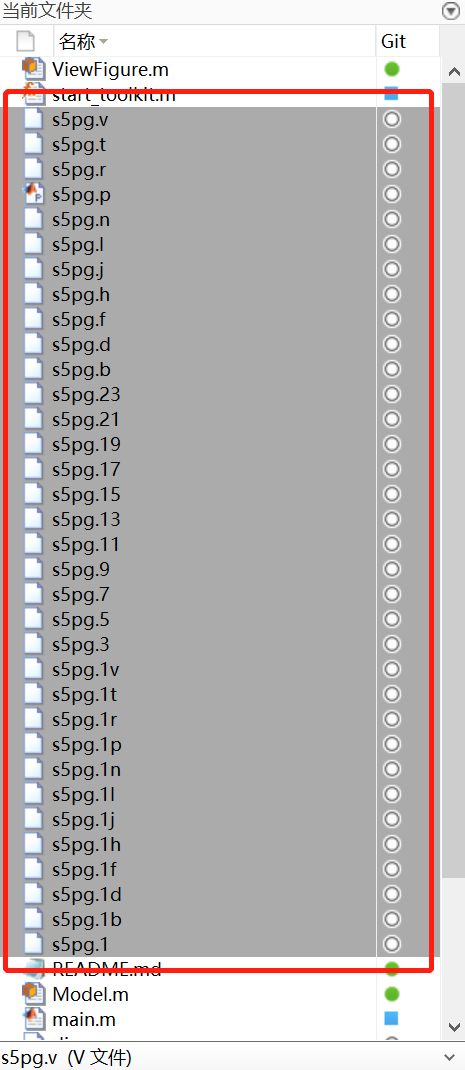 当前文件夹
名称 Git
ViewFigure.m
start_toolkit.m
s5pg.v
s5pg.t
s5pg.r
s5pg.p
s5pg.n
s5pg.l
s5pg.j
s5pg.h
s5pg.f
s5pg.d
s5pg.b
s5pg.23
s5pg.21
s5pg.19
s5pg.17
s5pg.15
s5pg.13
s5pg.11
s5pg.9
s5pg.7
s5pg.5
s5pg.3
s5pg.1v
s5pg.1t
s5pg.1r
s5pg.1p
s5pg.1n
s5pg.1l
s5pg.1j
s5pg.1h
s5pg.1f
s5pg.1d
s5pg.1b
s5pg.1
README.md
Model.m
main.m
s5pg.v (V 文件)